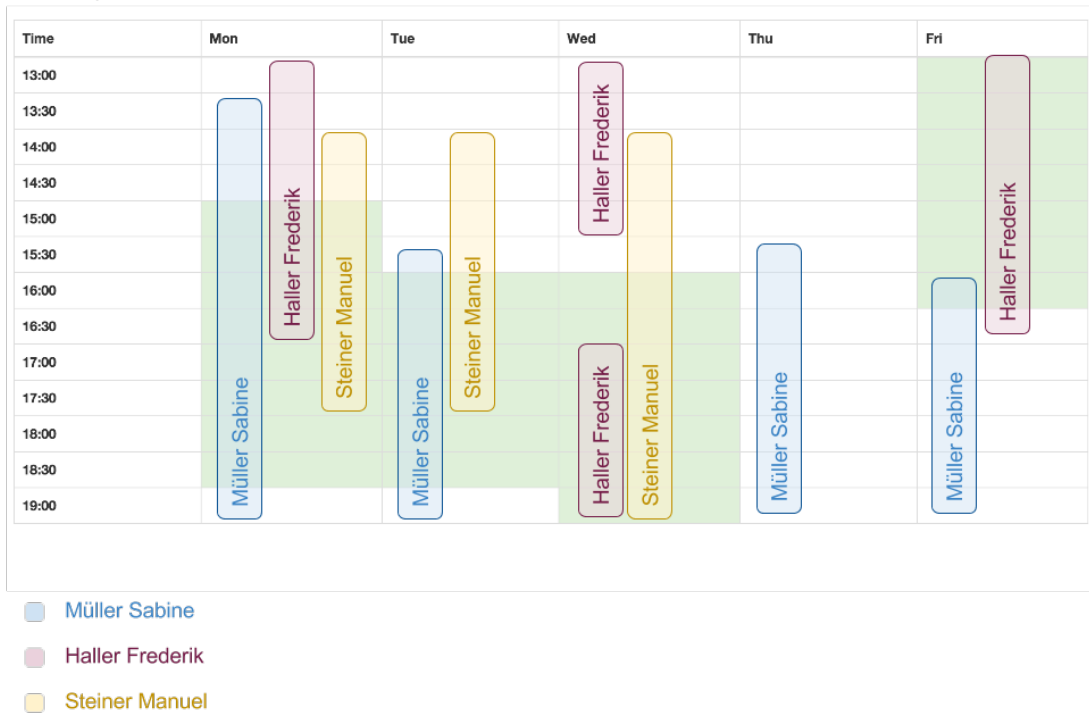 Time Mon Tue Wed Thu Fri
13:00
13:30
14:00
14:30
15:00
15:30
16:00
16:30
17:00
17:30
18:00
18:30
19:00
Müller Sabine
Haller Frederik
Steiner Manuel
Müller Sabine
Steiner Manuel
Haller Frederik
Haller Frederik
Steiner Manuel
Müller Sabine
Müller Sabine
Haller Frederik
Müller Sabine
Haller Frederik
Steiner Manuel